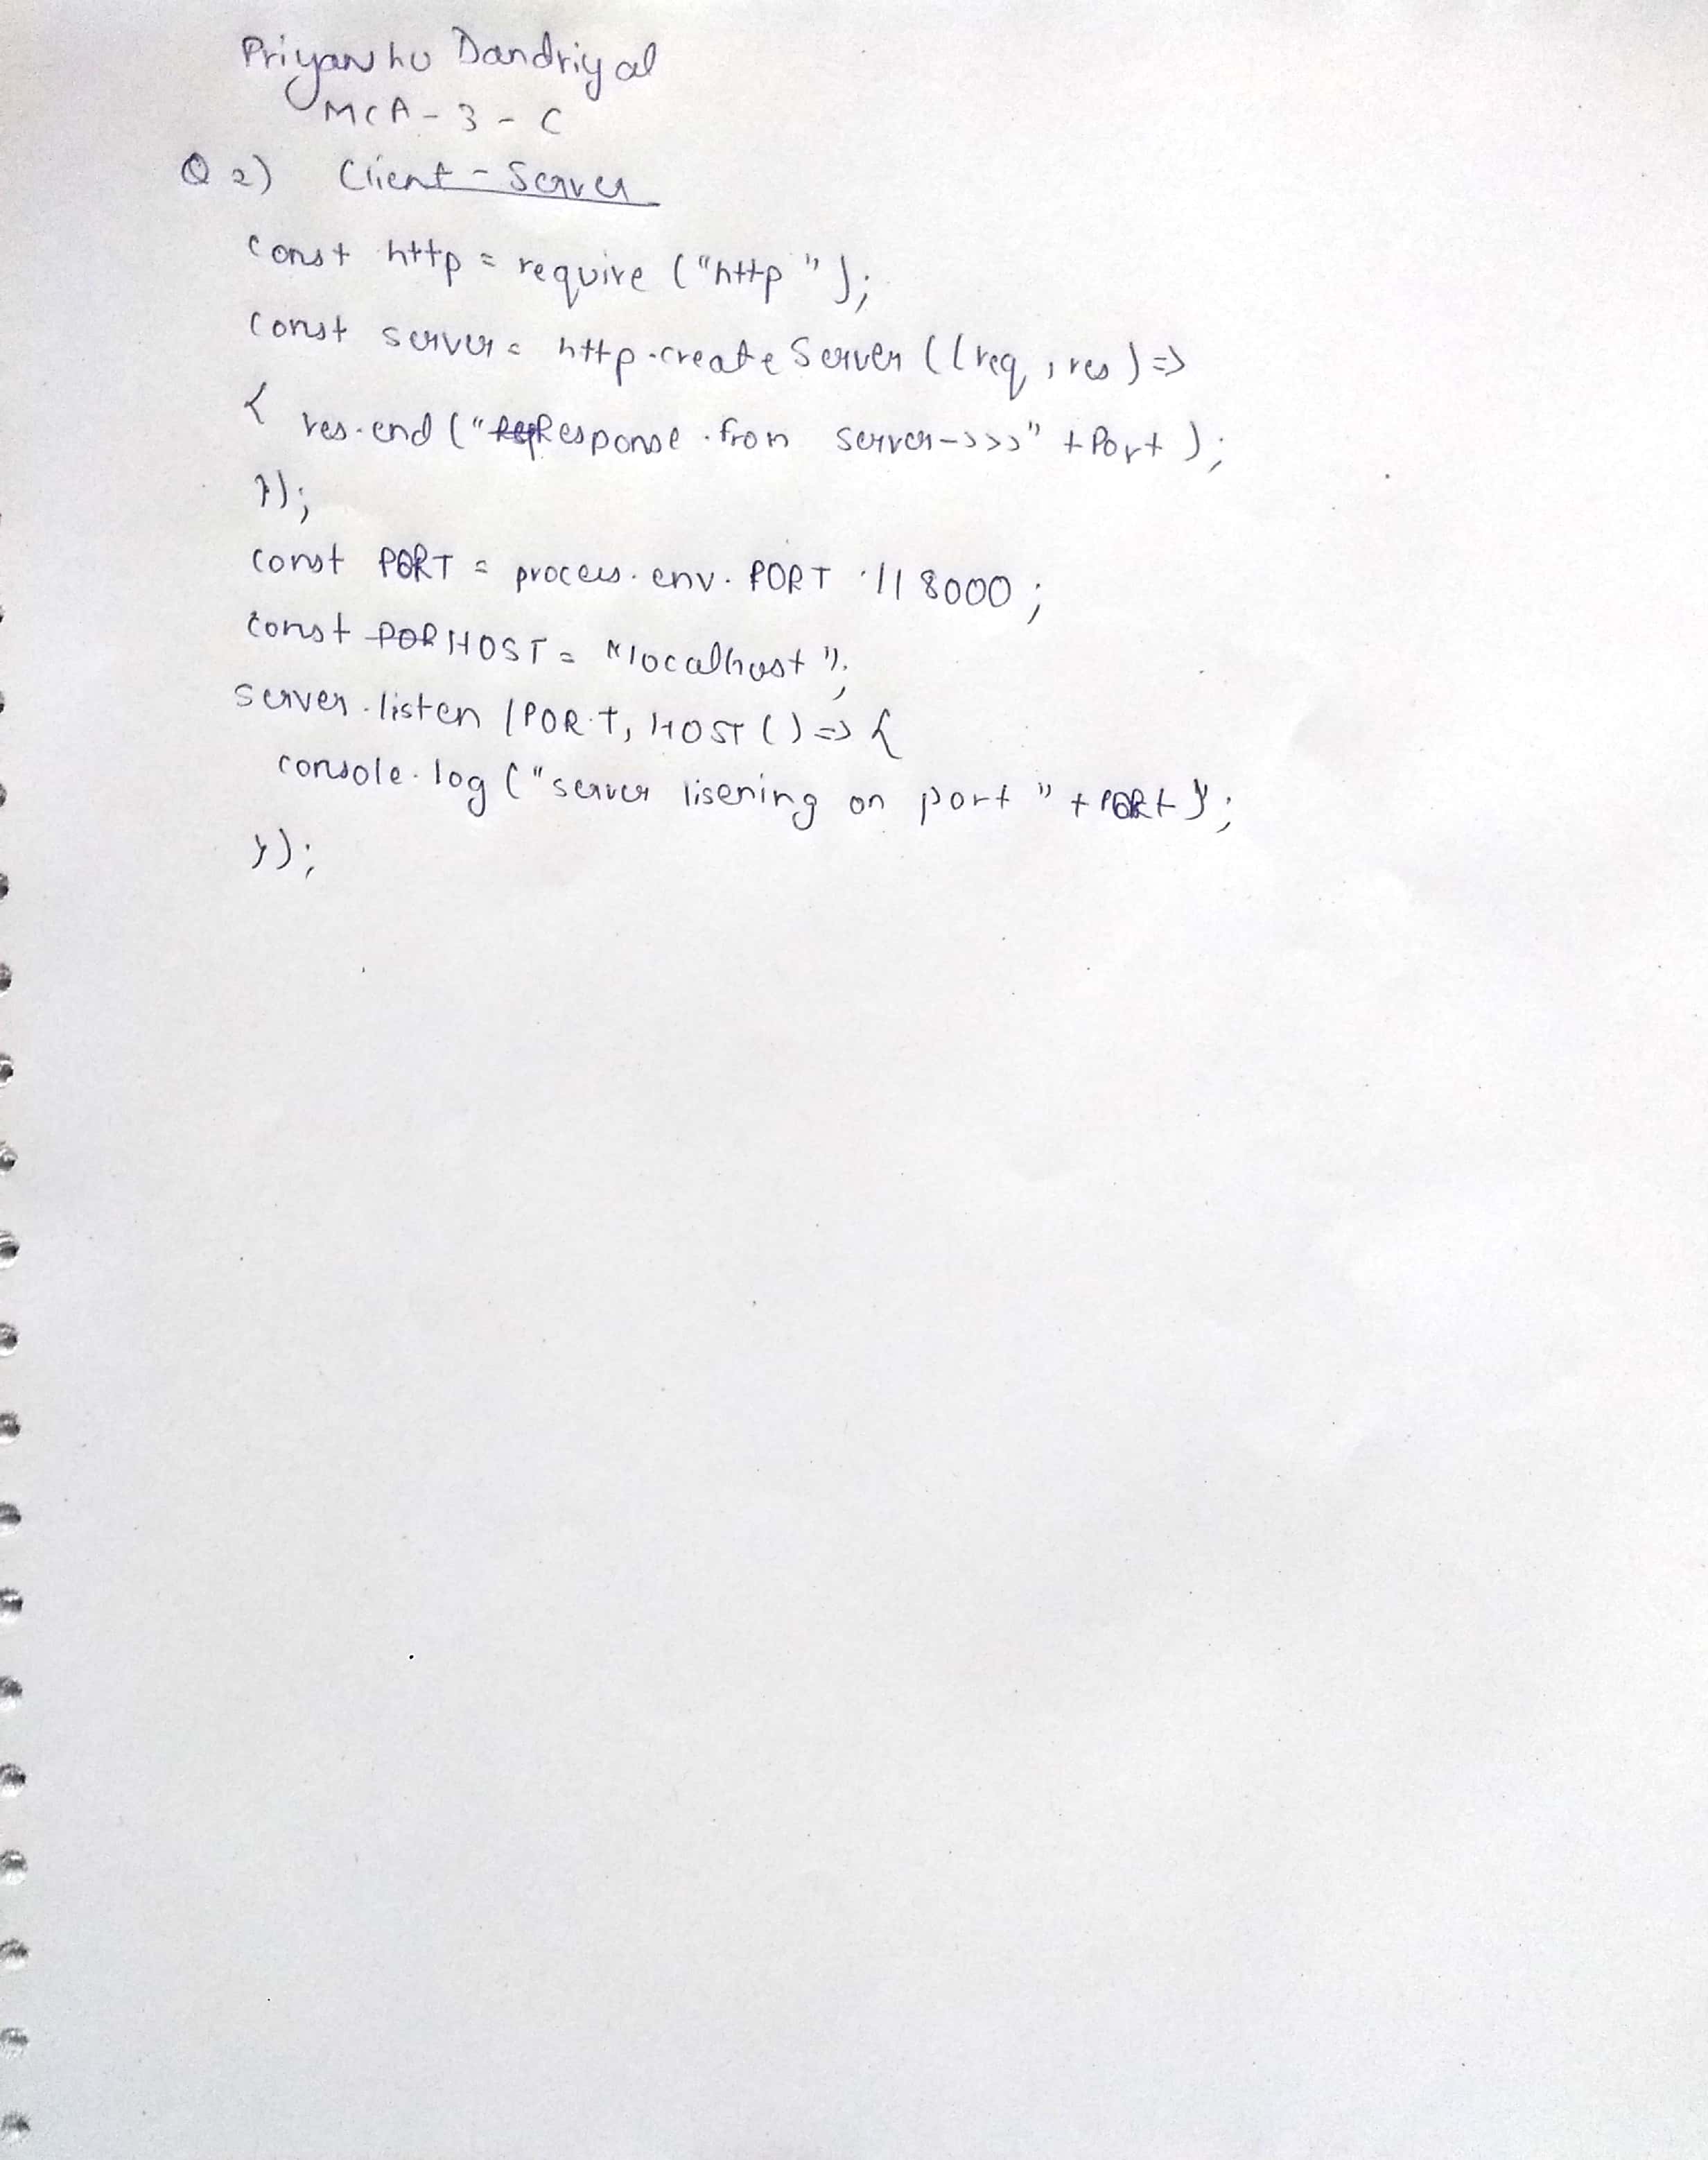 Priyanshu Dandriyal
MCA - 3 - C
Q 2) Client - Server
const http = require ("http");
const server = http.createServer ((req, res) =>
{ res.end ("Response from server->>>" + Port );
});
const PORT = process.env.PORT || 8000;
const HOST = "localhost");
server.listen (PORT, HOST () => {
console.log ("server lisening on port" + PORT);
});